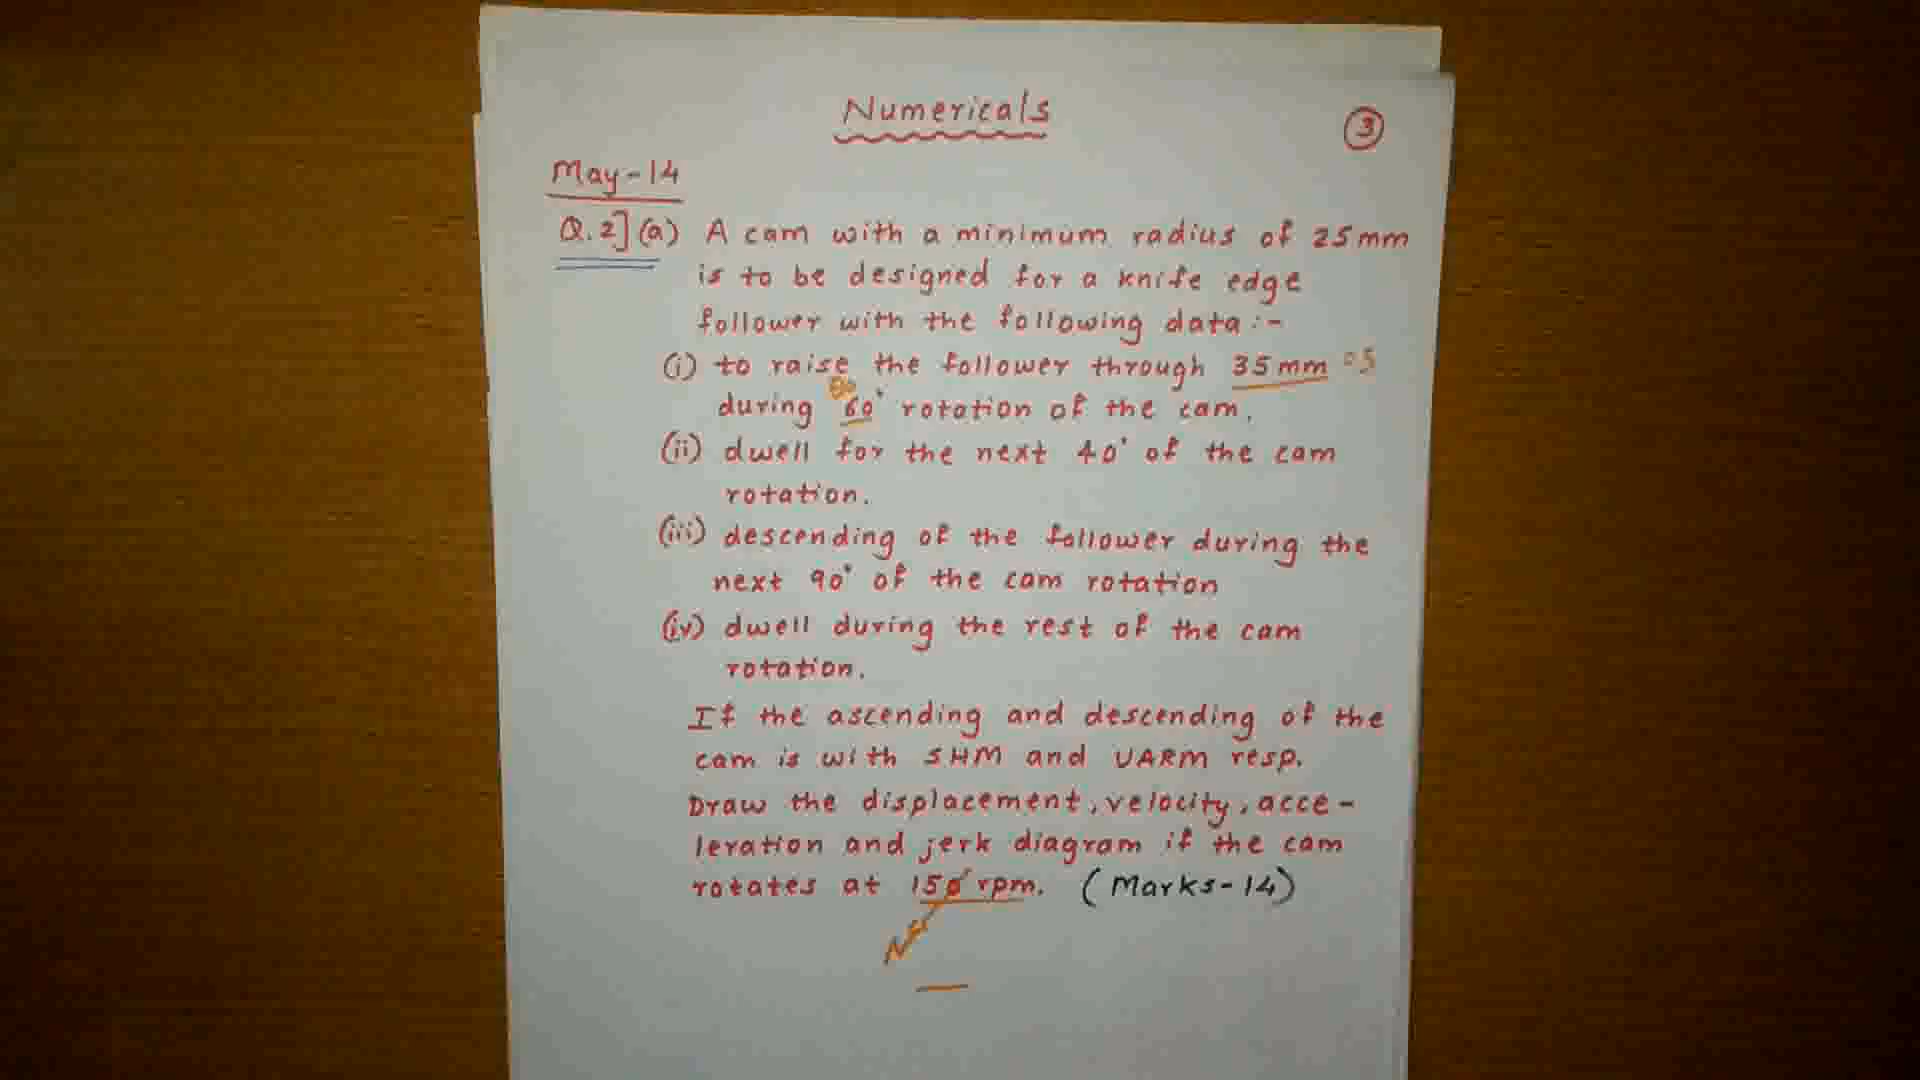 Numericals
3
May-14
Q.2] (a) A cam with a minimum radius of 25mm
is to be designed for a knife edge
follower with the following data:-
(i) to raise the follower through 35mm os
during 60° rotation of the cam.
(ii) dwell for the next 40° of the cam
rotation.
(iii) descending of the follower during the
next 90° of the cam rotation
(iv) dwell during the rest of the cam
rotation.
If the ascending and descending of the
cam is with SHM and UARM resp.
Draw the displacement, velocity, acce-
leration and jerk diagram if the cam
rotates at 150 rpm. (Marks-14)